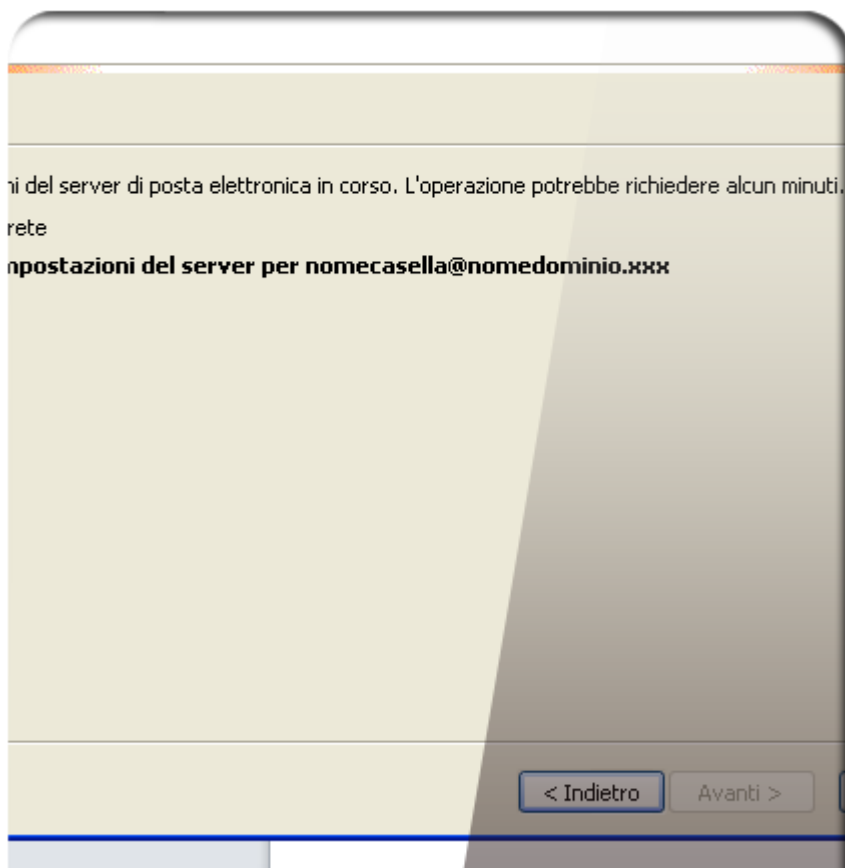 ni del server di posta elettronica in corso. L'operazione potrebbe richiedere alcun minuti.
rete
mpostazioni del server per nomecasella@nomedominio.xxx
< Indietro
Avanti >